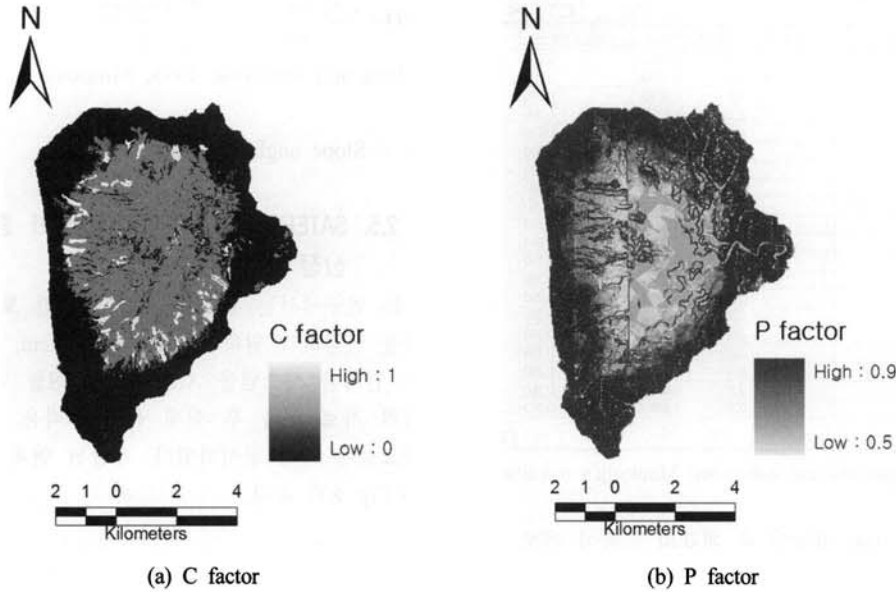 N
C factor
High : 1
Low : 0
2 1 0 2 4
Kilometers
(a) C factor
N
P factor
High : 0.9
Low : 0.5
2 1 0 2 4
Kilometers
(b) P factor